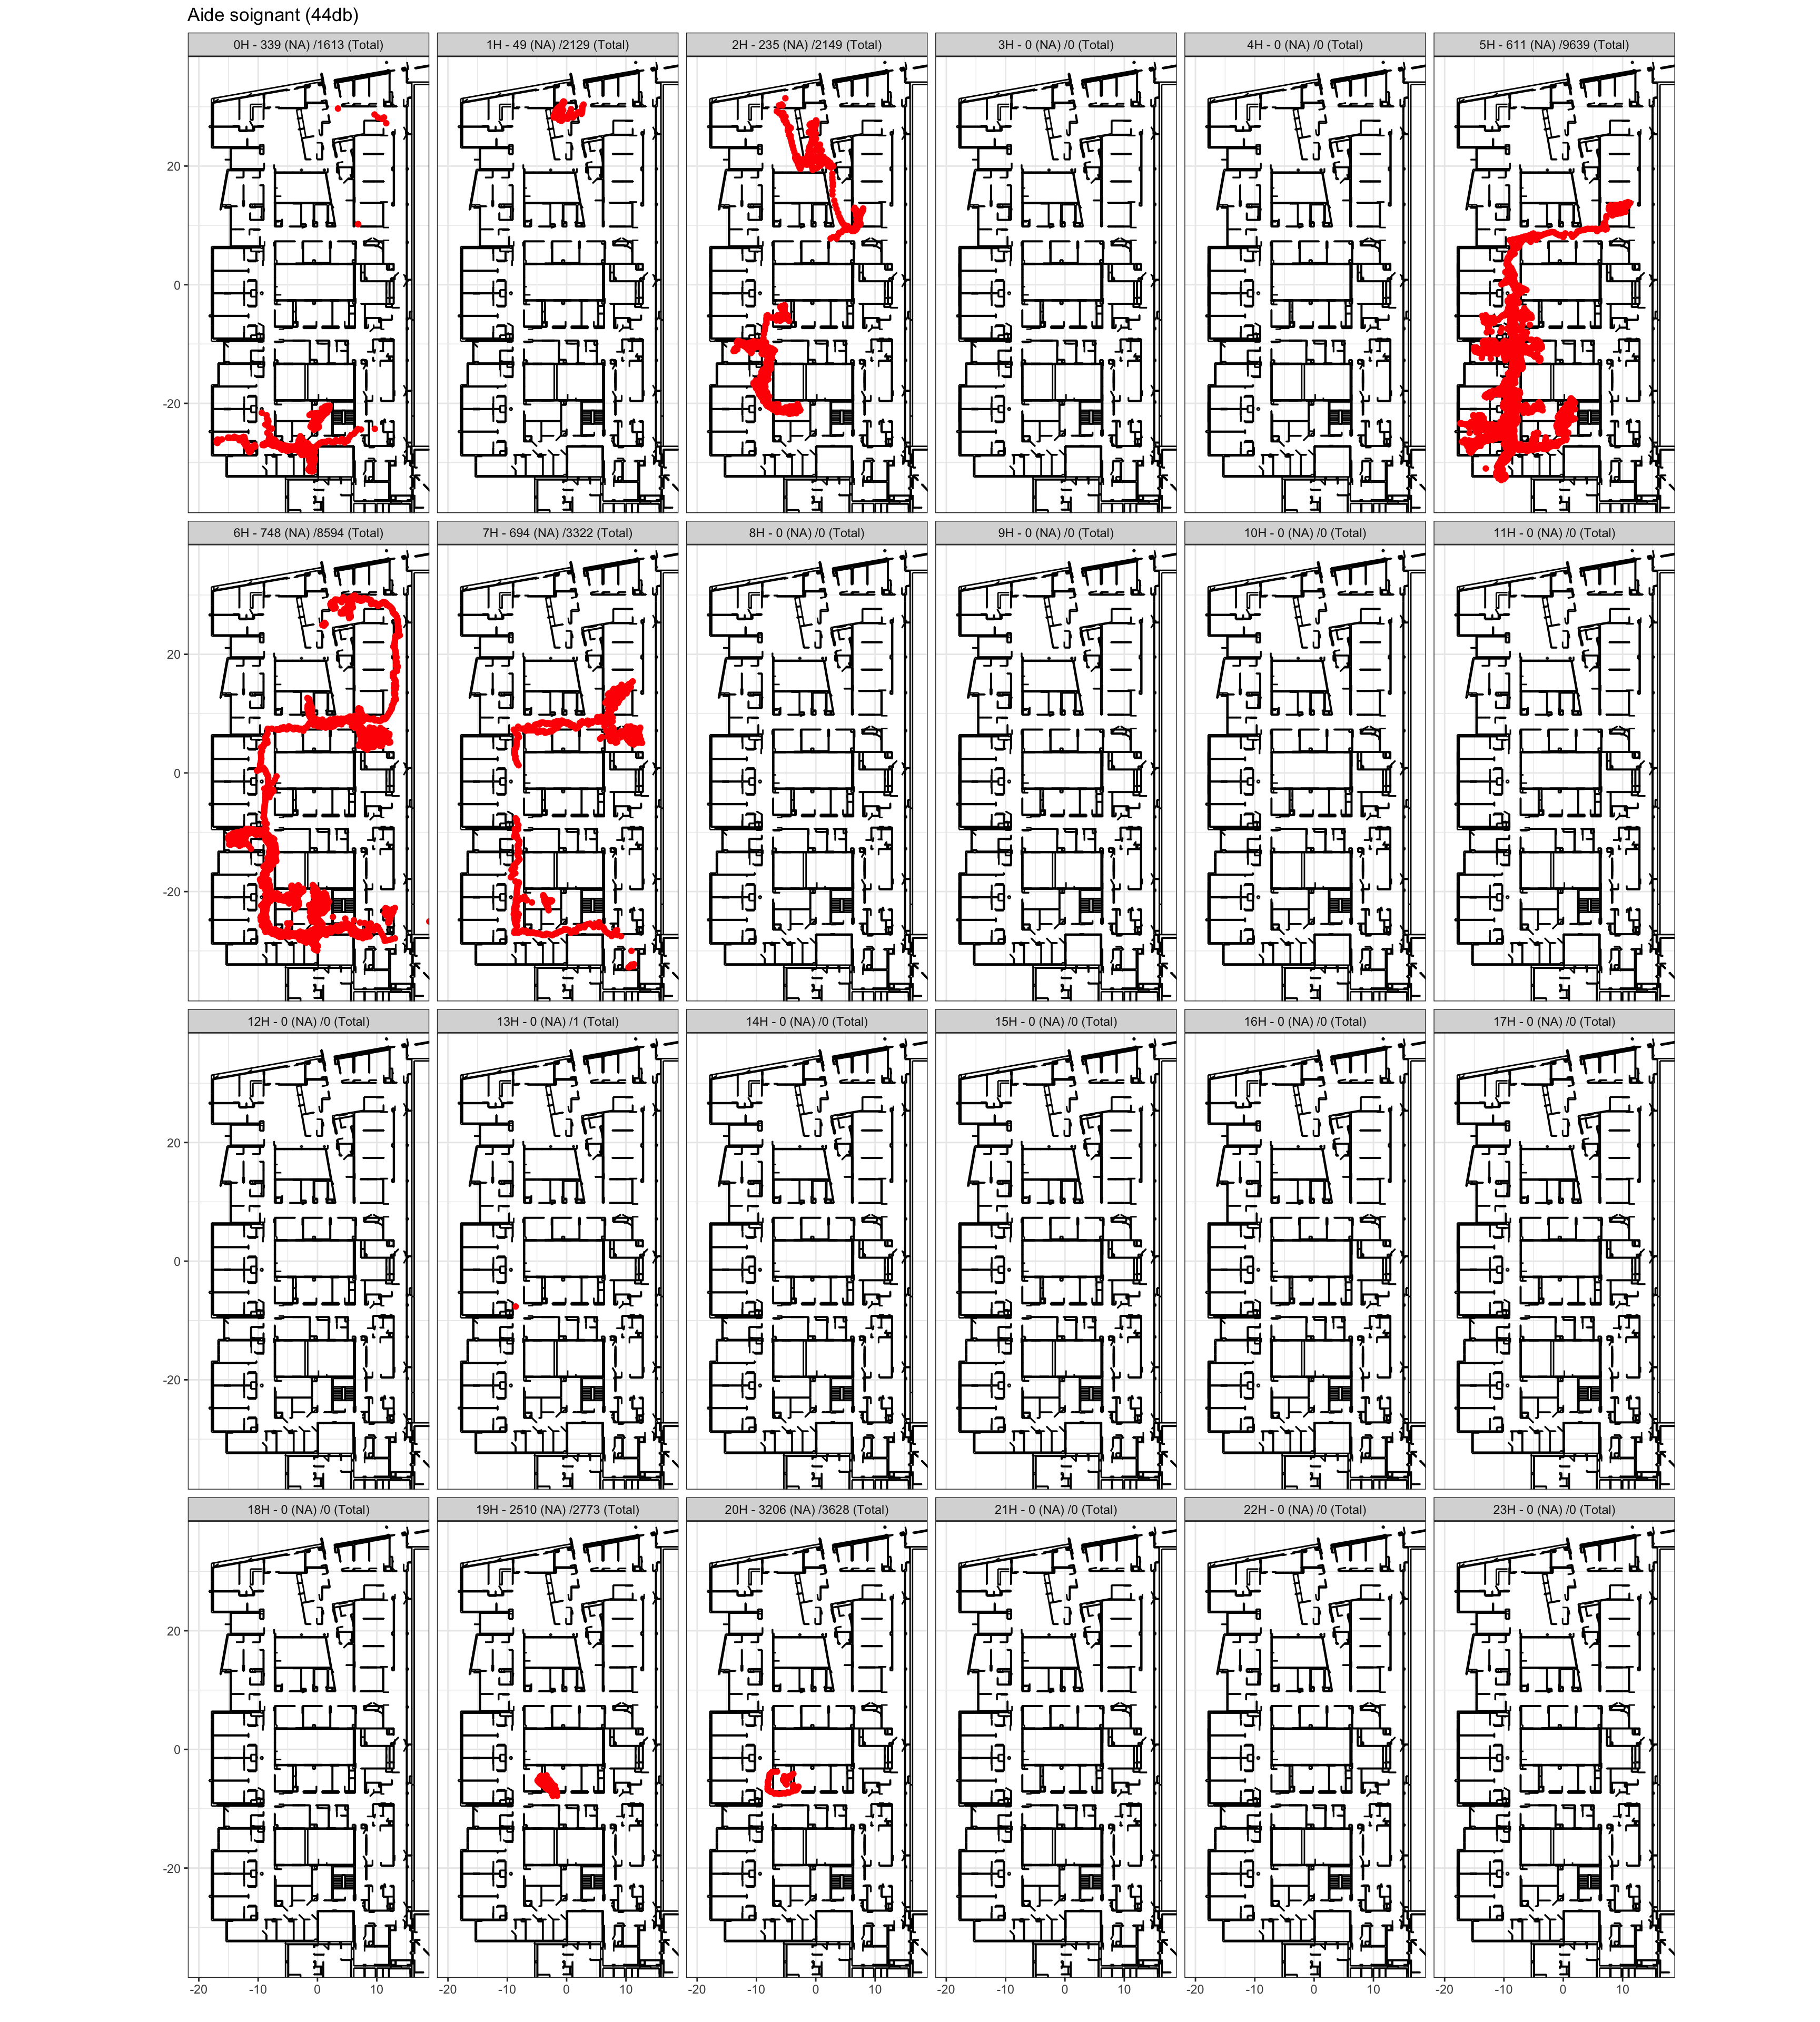 Aide soignant (44db)
0H - 339 (NA) /1613 (Total)
1H - 49 (NA) /2129 (Total)
2H - 235 (NA) /2149 (Total)
3H - 0 (NA) /0 (Total)
4H - 0 (NA) /0 (Total)
5H - 611 (NA) /9639 (Total)
20
0
-20
6H - 748 (NA) /8594 (Total)
7H - 694 (NA) /3322 (Total)
8H - 0 (NA) /0 (Total)
9H - 0 (NA) /0 (Total)
10H - 0 (NA) /0 (Total)
11H - 0 (NA) /0 (Total)
20
0
-20
12H - 0 (NA) /0 (Total)
13H - 0 (NA) /1 (Total)
14H - 0 (NA) /0 (Total)
15H - 0 (NA) /0 (Total)
16H - 0 (NA) /0 (Total)
17H - 0 (NA) /0 (Total)
20
0
-20
18H - 0 (NA) /0 (Total)
19H - 2510 (NA) /2773 (Total)
20H - 3206 (NA) /3628 (Total)
21H - 0 (NA) /0 (Total)
22H - 0 (NA) /0 (Total)
23H - 0 (NA) /0 (Total)
20
0
-20
-20 -10 0 10
-20 -10 0 10
-20 -10 0 10
-20 -10 0 10
-20 -10 0 10
-20 -10 0 10